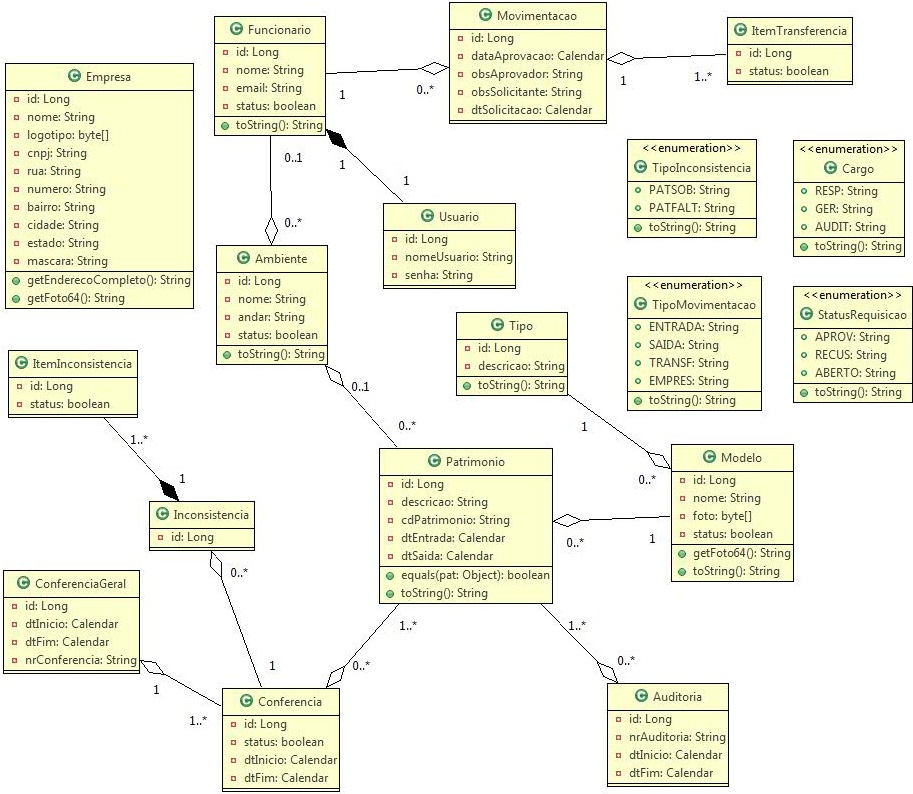 Funcionario
id: Long
nome: String
email: String
status: boolean
toString(): String
Movimentacao
id: Long
dataAprovacao: Calendar
obsAprovador: String
obsSolicitante: String
dtSolicitacao: Calendar
ItemTransferencia
id: Long
status: boolean
1
0..*
1
1..*
Empresa
id: Long
nome: String
logotipo: byte[]
cnpj: String
rua: String
numero: String
bairro: String
cidade: String
estado: String
mascara: String
getEnderecoCompleto(): String
getFoto64(): String
0..1
0..*
1
1
Usuario
id: Long
nomeUsuario: String
senha: String
<<enumeration>>
TipoInconsistencia
PATSOB: String
PATFALT: String
toString(): String
<<enumeration>>
Cargo
RESP: String
GER: String
AUDIT: String
toString(): String
Ambiente
id: Long
nome: String
andar: String
status: boolean
toString(): String
<<enumeration>>
TipoMovimentacao
ENTRADA: String
SAIDA: String
TRANSF: String
EMPRES: String
toString(): String
<<enumeration>>
StatusRequisicao
APROV: String
RECUS: String
ABERTO: String
toString(): String
Tipo
id: Long
descricao: String
toString(): String
ItemInconsistencia
id: Long
status: boolean
0..1
0..*
1
0..*
1..*
1
Patrimonio
id: Long
descricao: String
cdPatrimonio: String
dtEntrada: Calendar
dtSaida: Calendar
equals(pat: Object): boolean
toString(): String
Modelo
id: Long
nome: String
foto: byte[]
status: boolean
getFoto64(): String
toString(): String
0..*
1
Inconsistencia
id: Long
0..*
1
ConferenciaGeral
id: Long
dtInicio: Calendar
dtFim: Calendar
nrConferencia: String
1
1..*
1..*
0..*
1..*
0..*
Conferencia
id: Long
status: boolean
dtInicio: Calendar
dtFim: Calendar
Auditoria
id: Long
nrAuditoria: String
dtInicio: Calendar
dtFim: Calendar